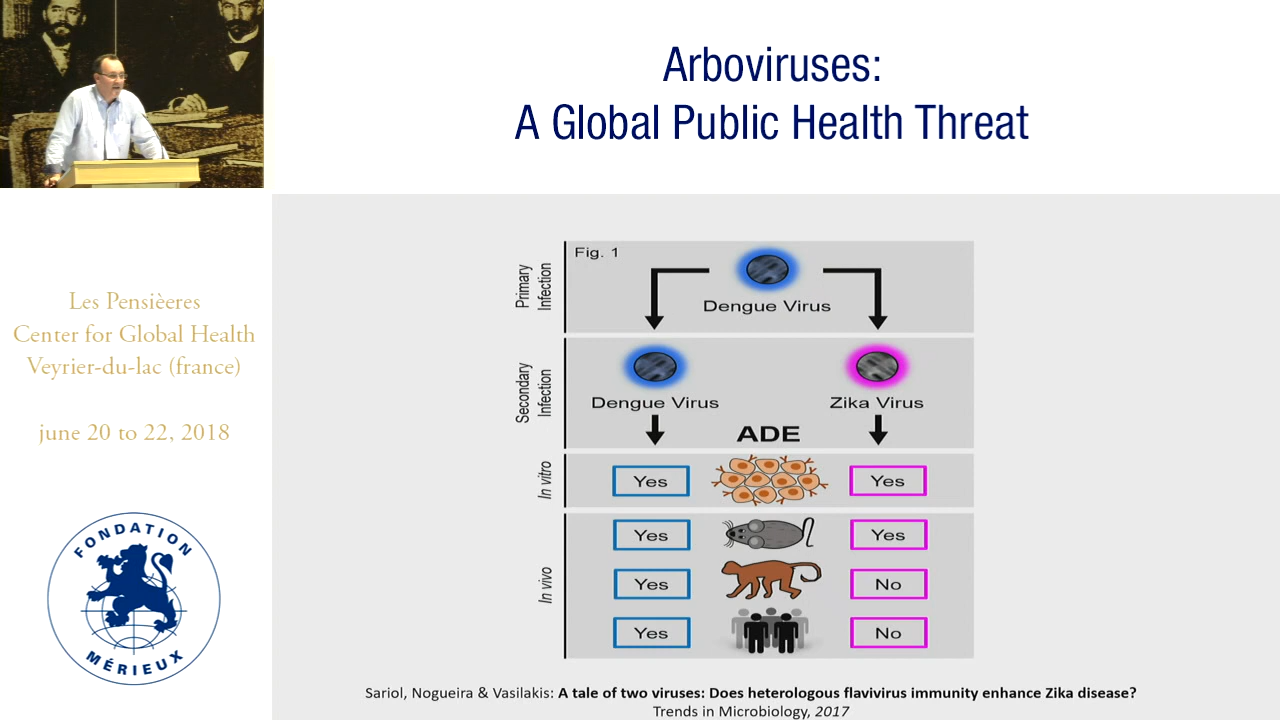 Arboviruses:
A Global Public Health Threat
Les Pensièeres
Center for Global Health
Veyrier-du-lac (france)
june 20 to 22, 2018
FONDATION
MÉRIEUX
Fig. 1
Primary
Infection
Dengue Virus
Secondary
Infection
Dengue Virus
Zika Virus
ADE
In vitro
Yes
Yes
In vivo
Yes
Yes
Yes
No
Yes
No
Sariol, Nogueira & Vasilakis: A tale of two viruses: Does heterologous flavivirus immunity enhance Zika disease?
Trends in Microbiology, 2017